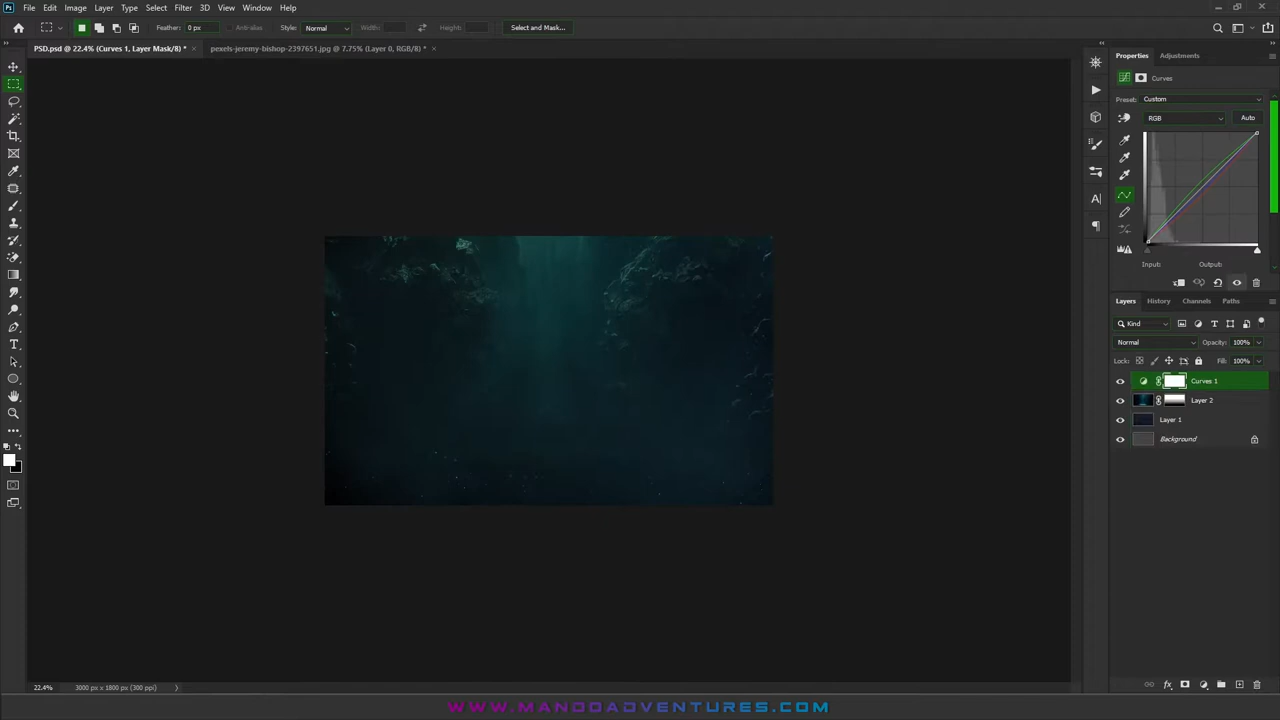 Ps File Edit Image Layer Type Select Filter 3D View Window Help
Feather: 0 px Anti-alias Style: Normal Width: Height: Select and Mask...
PSD.psd @ 22.4% (Curves 1, Layer Mask/8) * × pexels-jeremy-bishop-2397651.jpg @ 7.75% (Layer 0, RGB/8) * ×
Properties Adjustments
Curves
Preset: Custom
RGB Auto
Input: Output:
Layers History Channels Paths
Kind
Normal Opacity: 100%
Lock: Fill: 100%
Curves 1
Layer 2
Layer 1
Background
22.4% 3000 px x 1800 px (300 ppi)
WWW.MANDOADVENTURES.COM